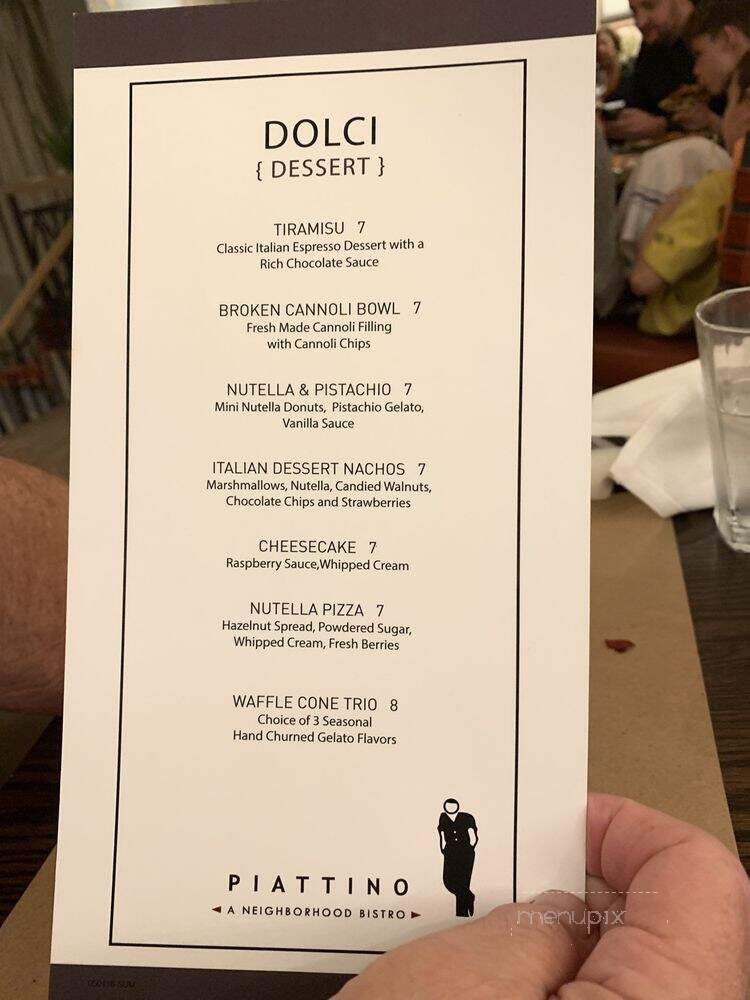 DOLCI
{ DESSERT }
TIRAMISU 7
Classic Italian Espresso Dessert with a
Rich Chocolate Sauce
BROKEN CANNOLI BOWL 7
Fresh Made Cannoli Filling
with Cannoli Chips
NUTELLA & PISTACHIO 7
Mini Nutella Donuts, Pistachio Gelato,
Vanilla Sauce
ITALIAN DESSERT NACHOS 7
Marshmallows, Nutella, Candied Walnuts,
Chocolate Chips and Strawberries
CHEESECAKE 7
Raspberry Sauce,Whipped Cream
NUTELLA PIZZA 7
Hazelnut Spread, Powdered Sugar,
Whipped Cream, Fresh Berries
WAFFLE CONE TRIO 8
Choice of 3 Seasonal
Hand Churned Gelato Flavors
PIATTINO
A NEIGHBORHOOD BISTRO
menupix